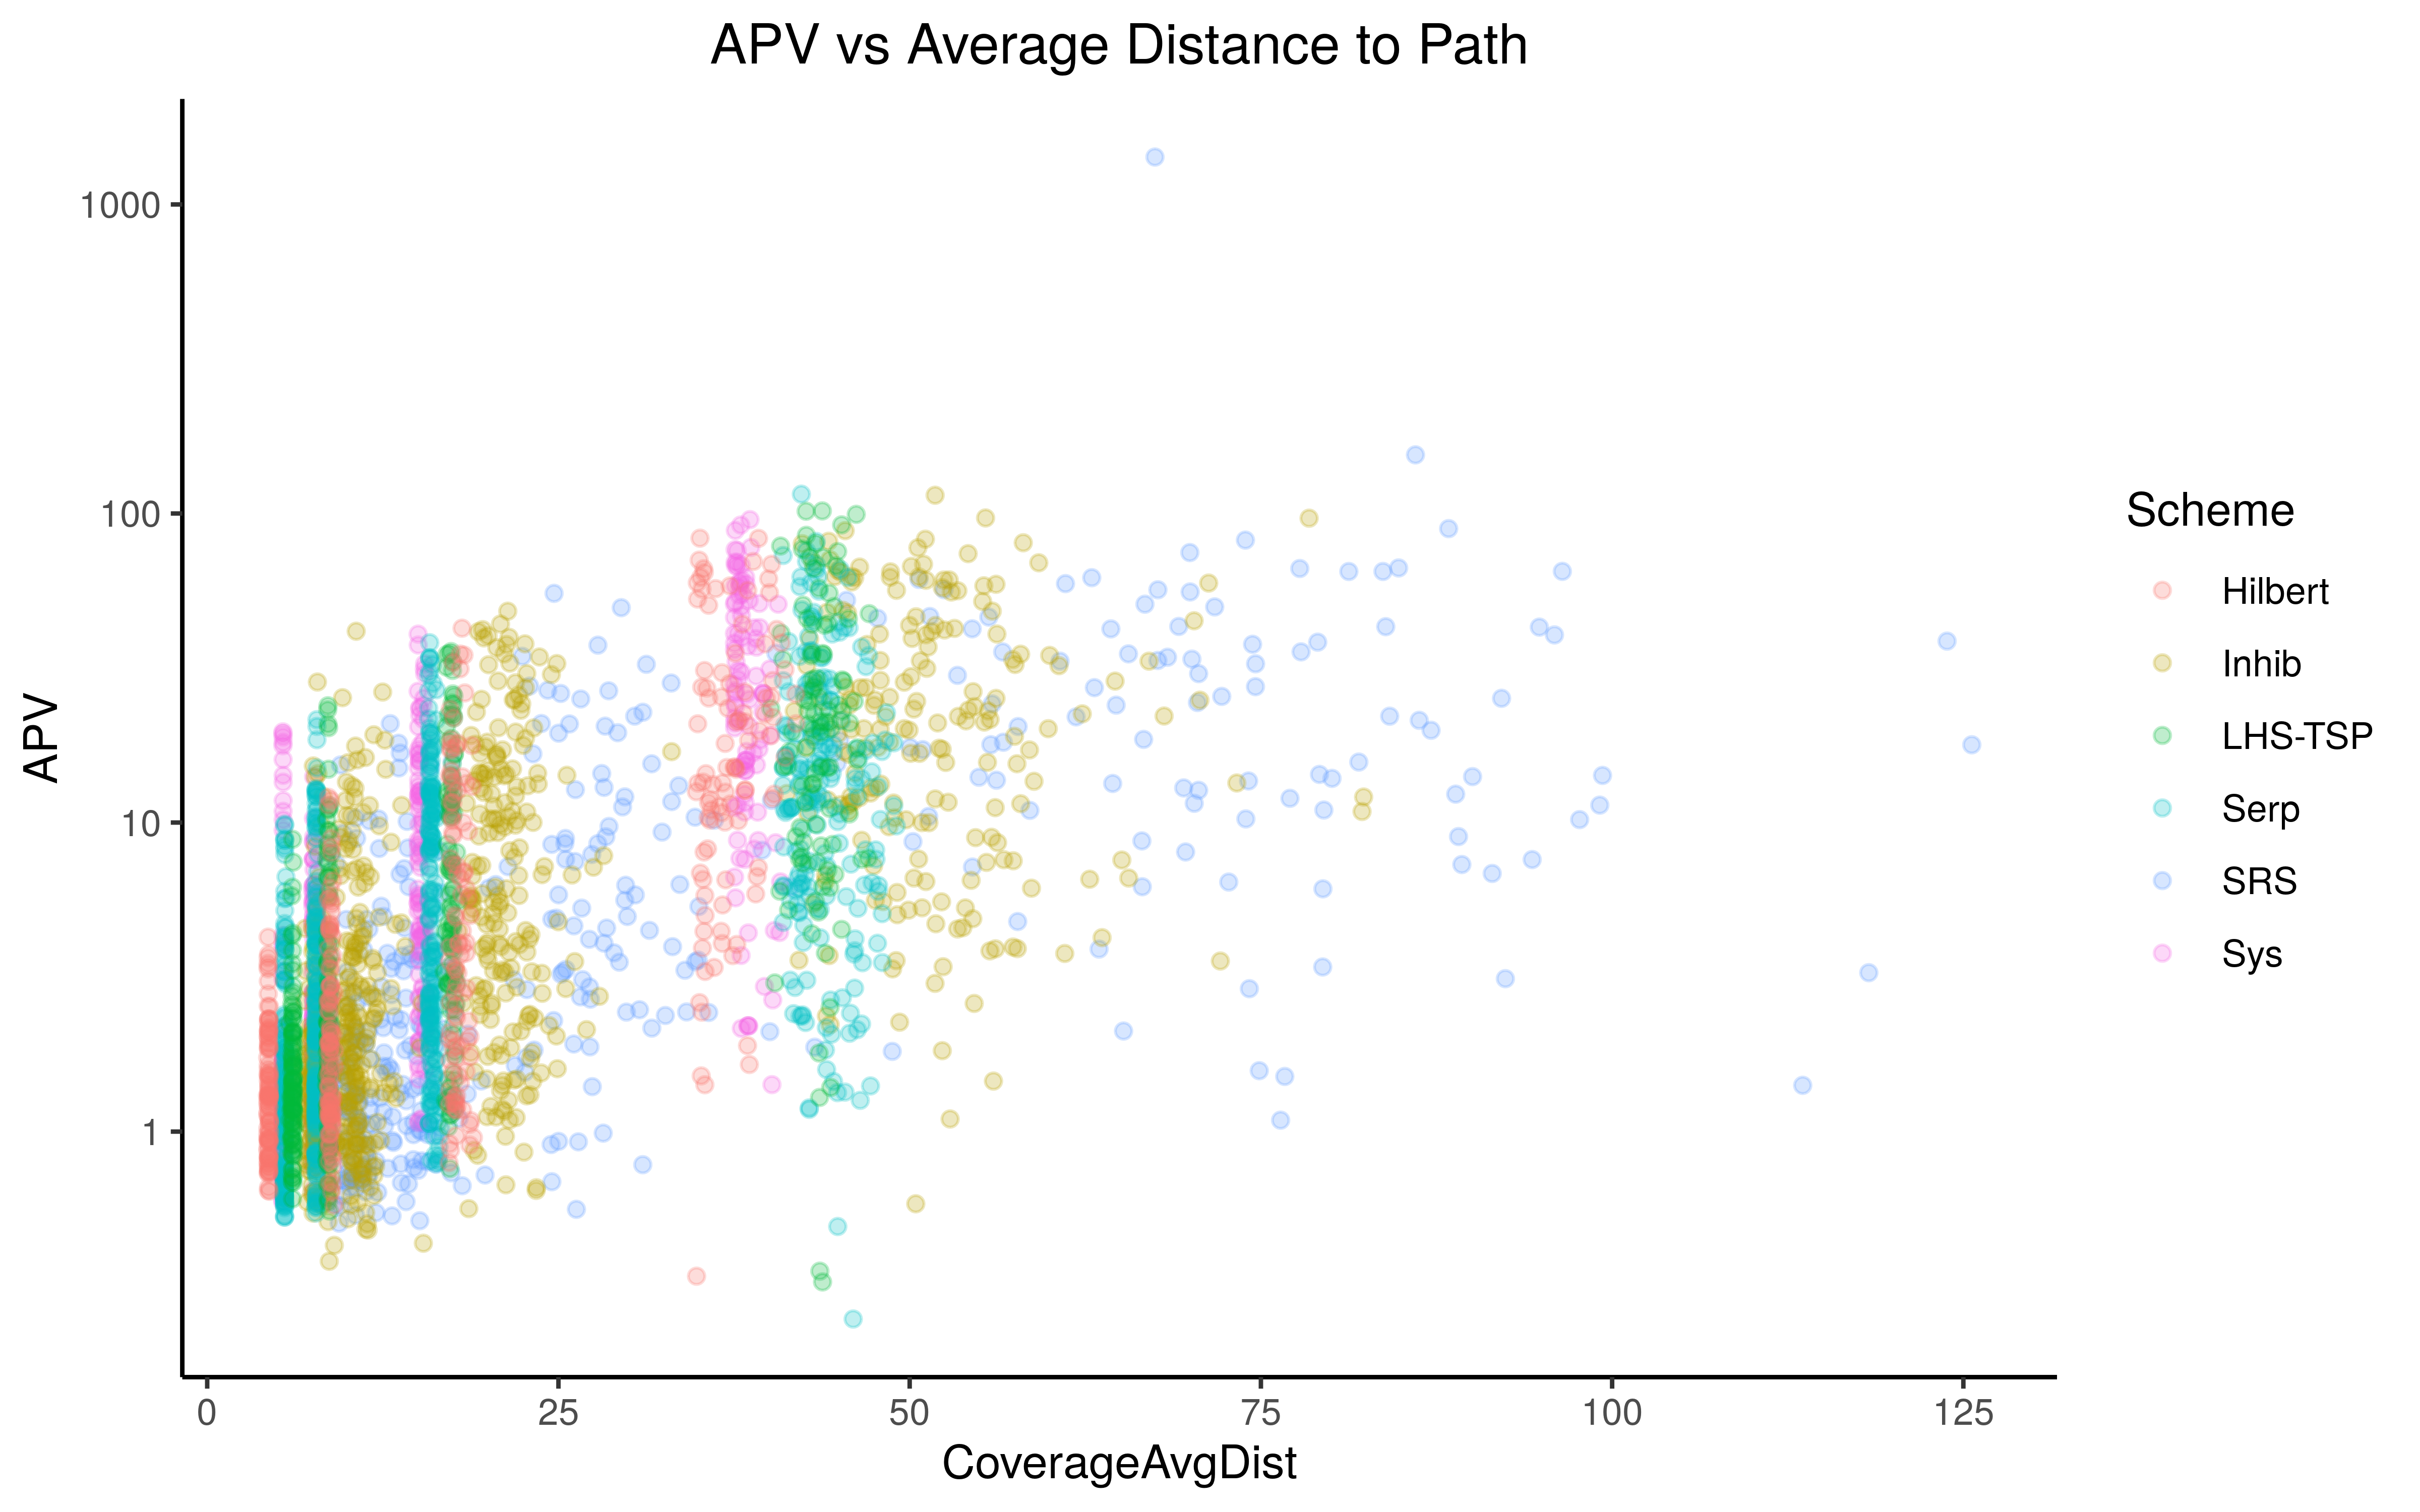 APV vs Average Distance to Path
APV
1000
100
10
1
0 25 50 75 100 125
CoverageAvgDist
Scheme
Hilbert
Inhib
LHS-TSP
Serp
SRS
Sys